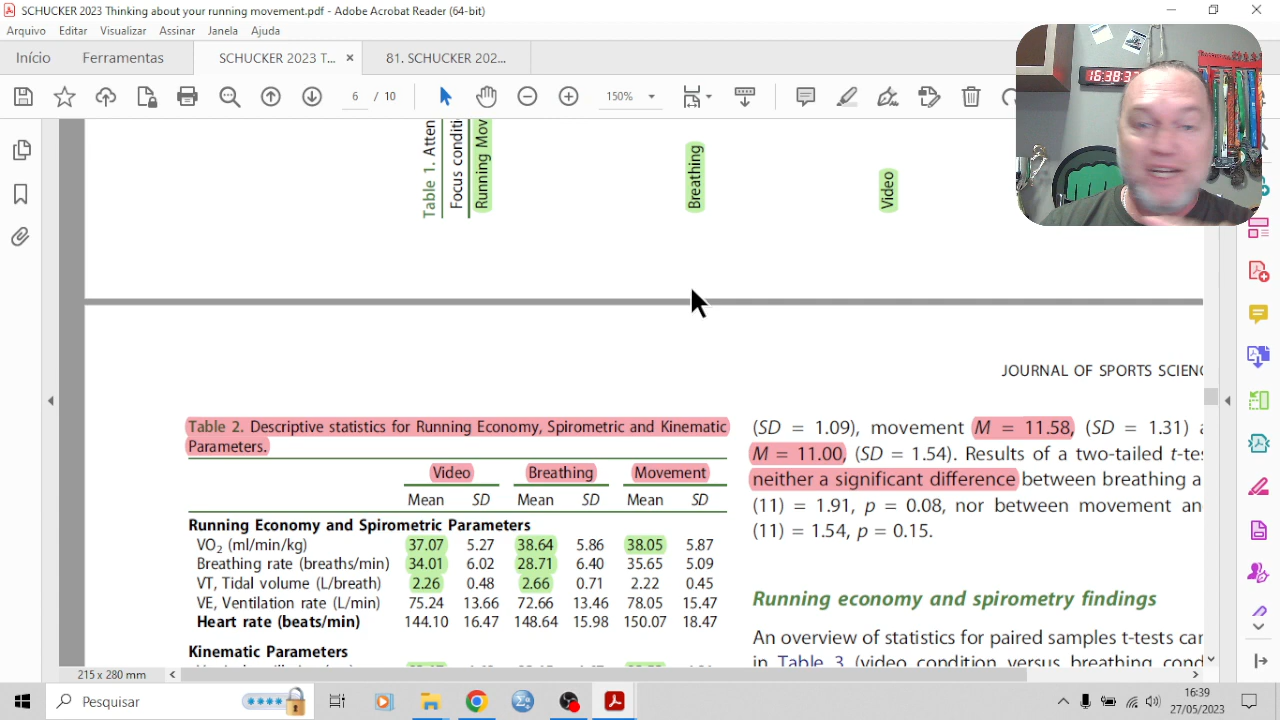 SCHUCKER 2023 Thinking about your running movement.pdf - Adobe Acrobat Reader (64-bit)
Arquivo Editar Visualizar Assinar Janela Ajuda
Início Ferramentas SCHUCKER 2023 T... × 81. SCHUCKER 202...
6 / 10 150%
16:38:3
Table 1. Atten
Focus conditi
Running Mov
Breathing
Video
JOURNAL OF SPORTS SCIENC
Table 2. Descriptive statistics for Running Economy, Spirometric and Kinematic
Parameters.
Video Breathing Movement
Mean SD Mean SD Mean SD
Running Economy and Spirometric Parameters
VO2 (ml/min/kg) 37.07 5.27 38.64 5.86 38.05 5.87
Breathing rate (breaths/min) 34.01 6.02 28.71 6.40 35.65 5.09
VT, Tidal volume (L/breath) 2.26 0.48 2.66 0.71 2.22 0.45
VE, Ventilation rate (L/min) 75.24 13.66 72.66 13.46 78.05 15.47
Heart rate (beats/min) 144.10 16.47 148.64 15.98 150.07 18.47
Kinematic Parameters
(SD = 1.09), movement M = 11.58, (SD = 1.31) a
M = 11.00, (SD = 1.54). Results of a two-tailed t-tes
neither a significant difference between breathing a
(11) = 1.91, p = 0.08, nor between movement an
(11) = 1.54, p = 0.15.
Running economy and spirometry findings
An overview of statistics for paired samples t-tests can
in Table 3 (video condition versus breathing cond
215 x 280 mm
Pesquisar
16:39
27/05/2023